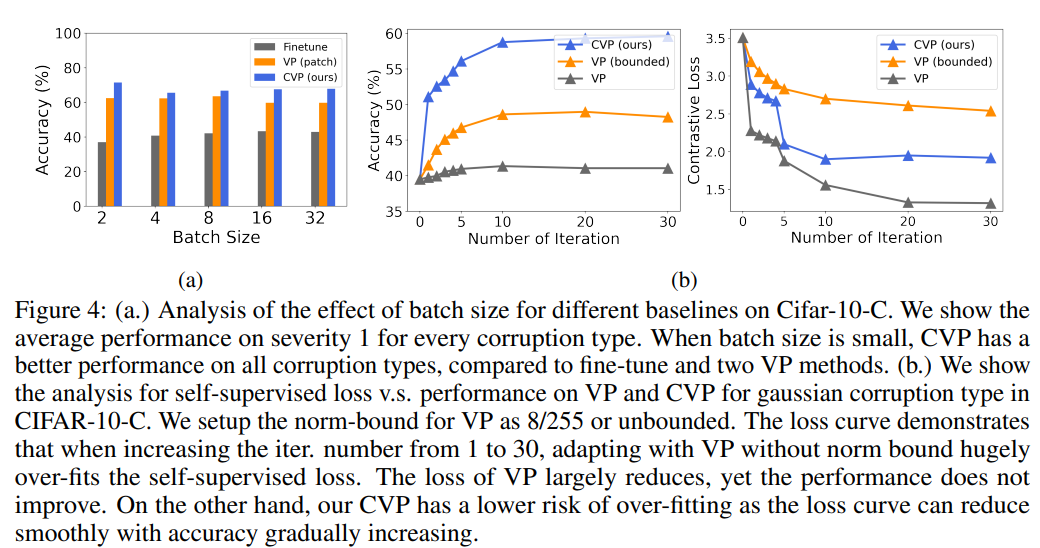 100
80
60
40
20
0
Accuracy (%)
Finetune
VP (patch)
CVP (ours)
2 4 8 16 32
Batch Size
60
55
50
45
40
35
Accuracy (%)
CVP (ours)
VP (bounded)
VP
0 5 10 20 30
Number of Iteration
3.5
3.0
2.5
2.0
1.5
Contrastive Loss
CVP (ours)
VP (bounded)
VP
0 5 10 20 30
Number of Iteration
(a) (b)
Figure 4: (a.) Analysis of the effect of batch size for different baselines on Cifar-10-C. We show the
average performance on severity 1 for every corruption type. When batch size is small, CVP has a
better performance on all corruption types, compared to fine-tune and two VP methods. (b.) We show
the analysis for self-supervised loss v.s. performance on VP and CVP for gaussian corruption type in
CIFAR-10-C. We setup the norm-bound for VP as 8/255 or unbounded. The loss curve demonstrates
that when increasing the iter. number from 1 to 30, adapting with VP without norm bound hugely
over-fits the self-supervised loss. The loss of VP largely reduces, yet the performance does not
improve. On the other hand, our CVP has a lower risk of over-fitting as the loss curve can reduce
smoothly with accuracy gradually increasing.